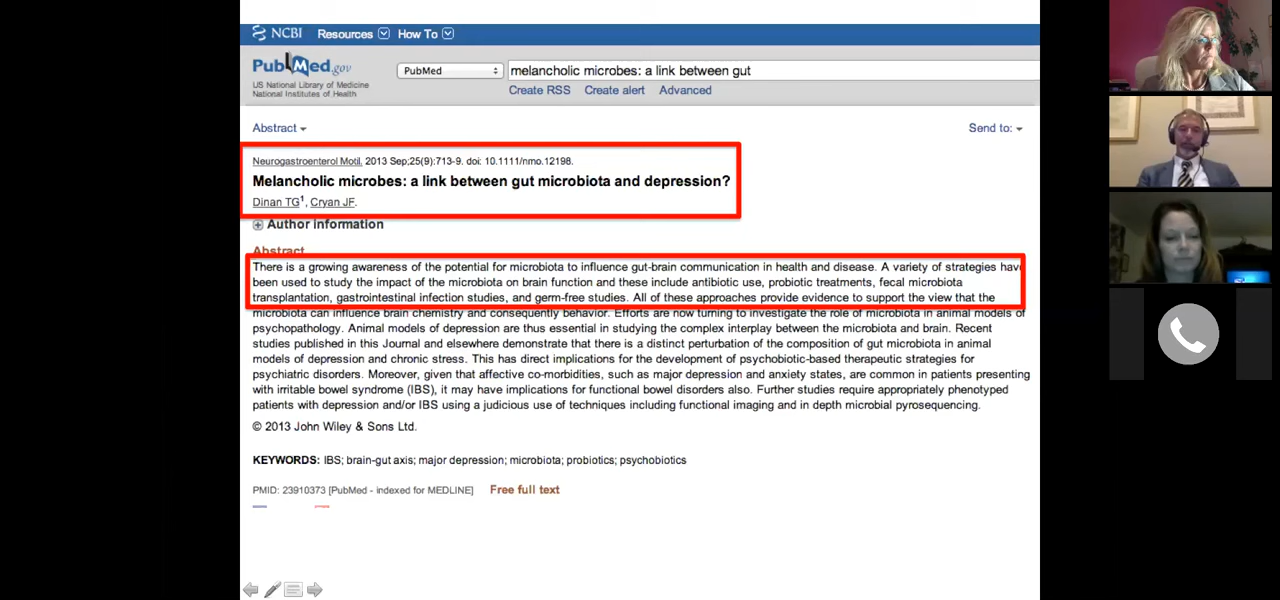 NCBI Resources How To
PubMed.gov
US National Library of Medicine
National Institutes of Health
PubMed
melancholic microbes: a link between gut
Create RSS Create alert Advanced
Abstract
Send to:
Neurogastroenterol Motil. 2013 Sep;25(9):713-9. doi: 10.1111/nmo.12198.
Melancholic microbes: a link between gut microbiota and depression?
Dinan TG1, Cryan JF.
Author information
Abstract
There is a growing awareness of the potential for microbiota to influence gut-brain communication in health and disease. A variety of strategies have
been used to study the impact of the microbiota on brain function and these include antibiotic use, probiotic treatments, fecal microbiota
transplantation, gastrointestinal infection studies, and germ-free studies. All of these approaches provide evidence to support the view that the
microbiota can influence brain chemistry and consequently behavior. Efforts are now turning to investigate the role of microbiota in animal models of
psychopathology. Animal models of depression are thus essential in studying the complex interplay between the microbiota and brain. Recent
studies published in this Journal and elsewhere demonstrate that there is a distinct perturbation of the composition of gut microbiota in animal
models of depression and chronic stress. This has direct implications for the development of psychobiotic-based therapeutic strategies for
psychiatric disorders. Moreover, given that affective co-morbidities, such as major depression and anxiety states, are common in patients presenting
with irritable bowel syndrome (IBS), it may have implications for functional bowel disorders also. Further studies require appropriately phenotyped
patients with depression and/or IBS using a judicious use of techniques including functional imaging and in depth microbial pyrosequencing.
© 2013 John Wiley & Sons Ltd.
KEYWORDS: IBS; brain-gut axis; major depression; microbiota; probiotics; psychobiotics
PMID: 23910373 [PubMed - indexed for MEDLINE] Free full text